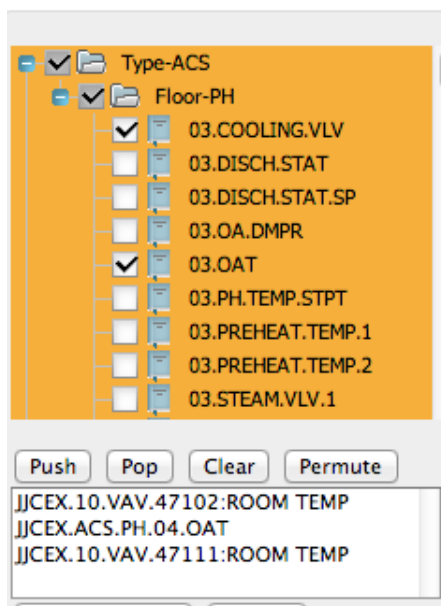 Type-ACS
Floor-PH
03.COOLING.VLV
03.DISCH.STAT
03.DISCH.STAT.SP
03.OA.DMPR
03.OAT
03.PH.TEMP.STPT
03.PREHEAT.TEMP.1
03.PREHEAT.TEMP.2
03.STEAM.VLV.1
Push Pop Clear Permute
JJCEX.10.VAV.47102:ROOM TEMP
JJCEX.ACS.PH.04.OAT
JJCEX.10.VAV.47111:ROOM TEMP